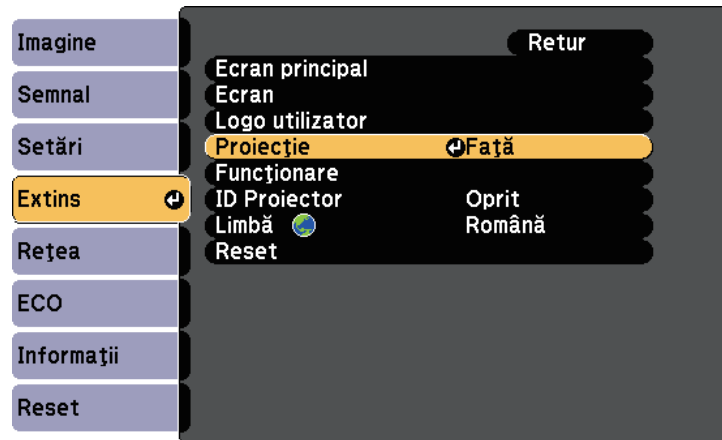 Imagine
Semnal
Setări
Extins
Reţea
ECO
Informaţii
Reset
Retur
Ecran principal
Ecran
Logo utilizator
Proiecţie Faţă
Funcţionare
ID Proiector Oprit
Limbă Română
Reset